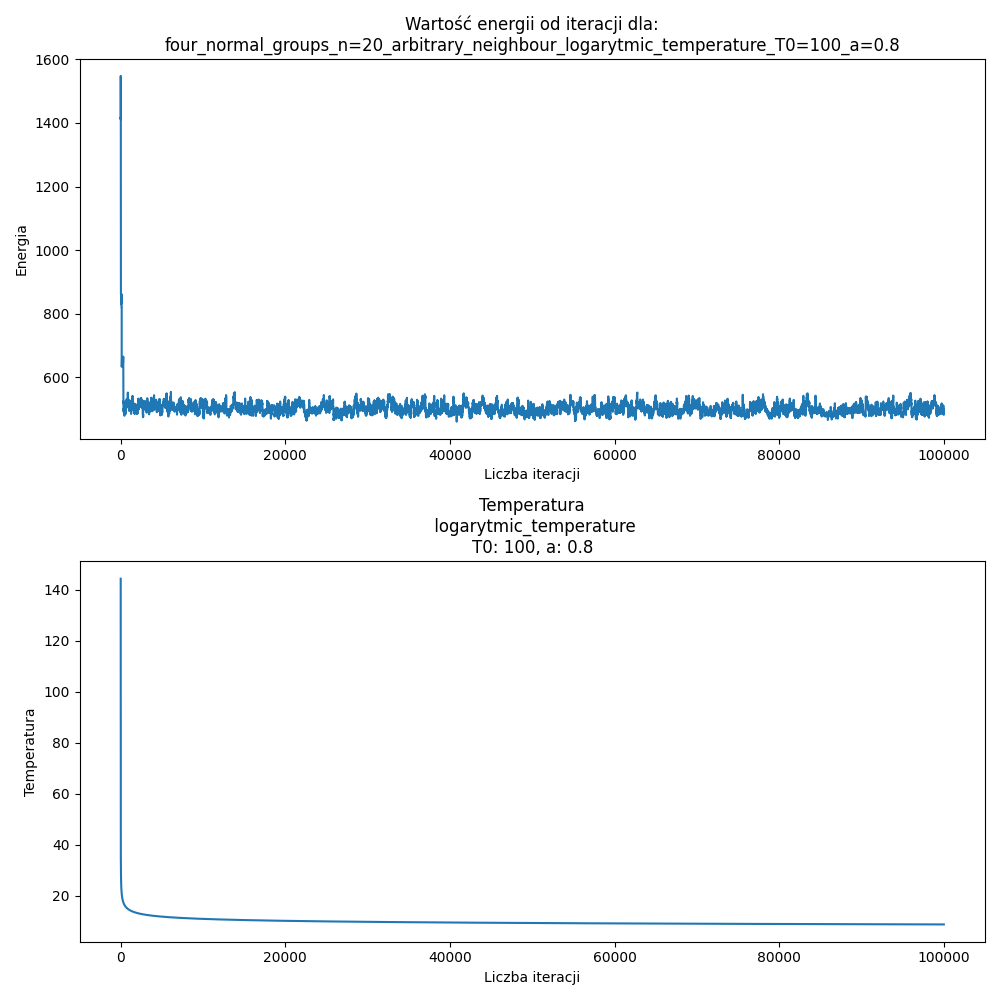 Wartość energii od iteracji dla:
four_normal_groups_n=20_arbitrary_neighbour_logarytmic_temperature_T0=100_a=0.8
1600
1400
1200
1000
800
600
Energia
0 20000 40000 60000 80000 100000
Liczba iteracji
Temperatura
logarytmic_temperature
T0: 100, a: 0.8
140
120
100
80
60
40
20
Temperatura
0 20000 40000 60000 80000 100000
Liczba iteracji